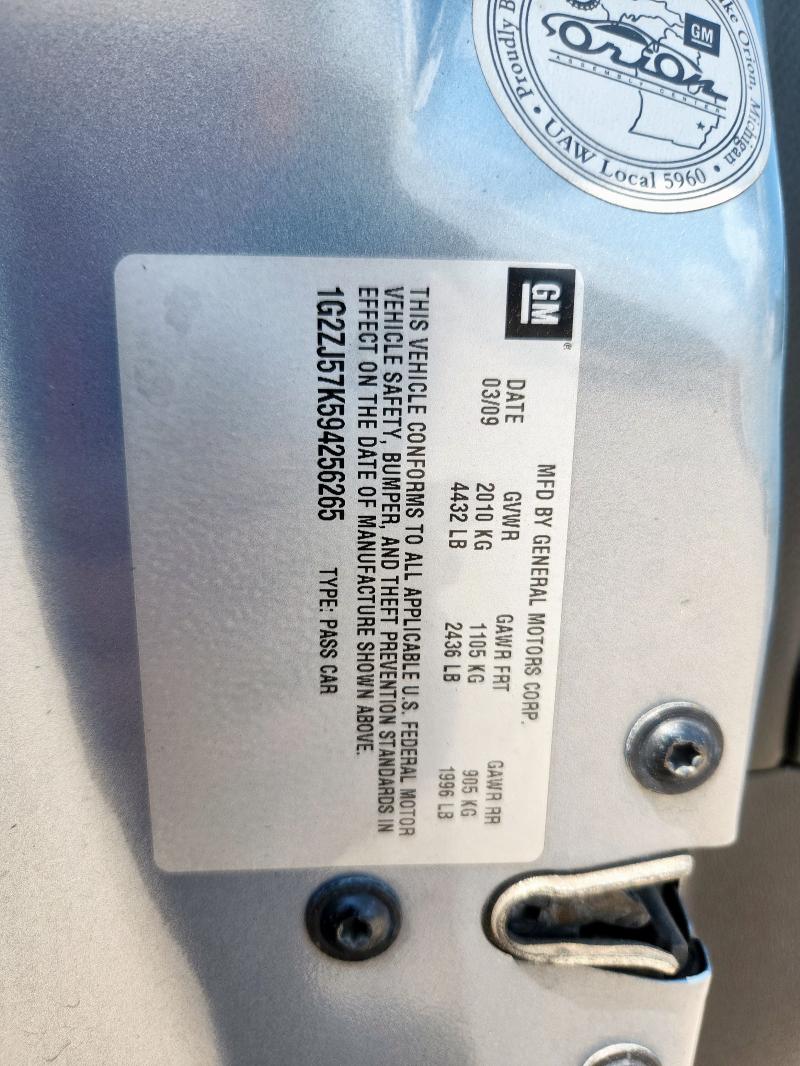 GM
Orion
ASSEMBLY CENTER
Proudly B
ke Orion, Michigan
• UAW Local 5960 •
GM®
MFD BY GENERAL MOTORS CORP.
DATE GVWR GAWR FRT GAWR RR
03/09 2010 KG 1105 KG 905 KG
4432 LB 2436 LB 1996 LB
THIS VEHICLE CONFORMS TO ALL APPLICABLE U.S. FEDERAL MOTOR
VEHICLE SAFETY, BUMPER, AND THEFT PREVENTION STANDARDS IN
EFFECT ON THE DATE OF MANUFACTURE SHOWN ABOVE.
1G2ZJ57K594256265 TYPE: PASS CAR